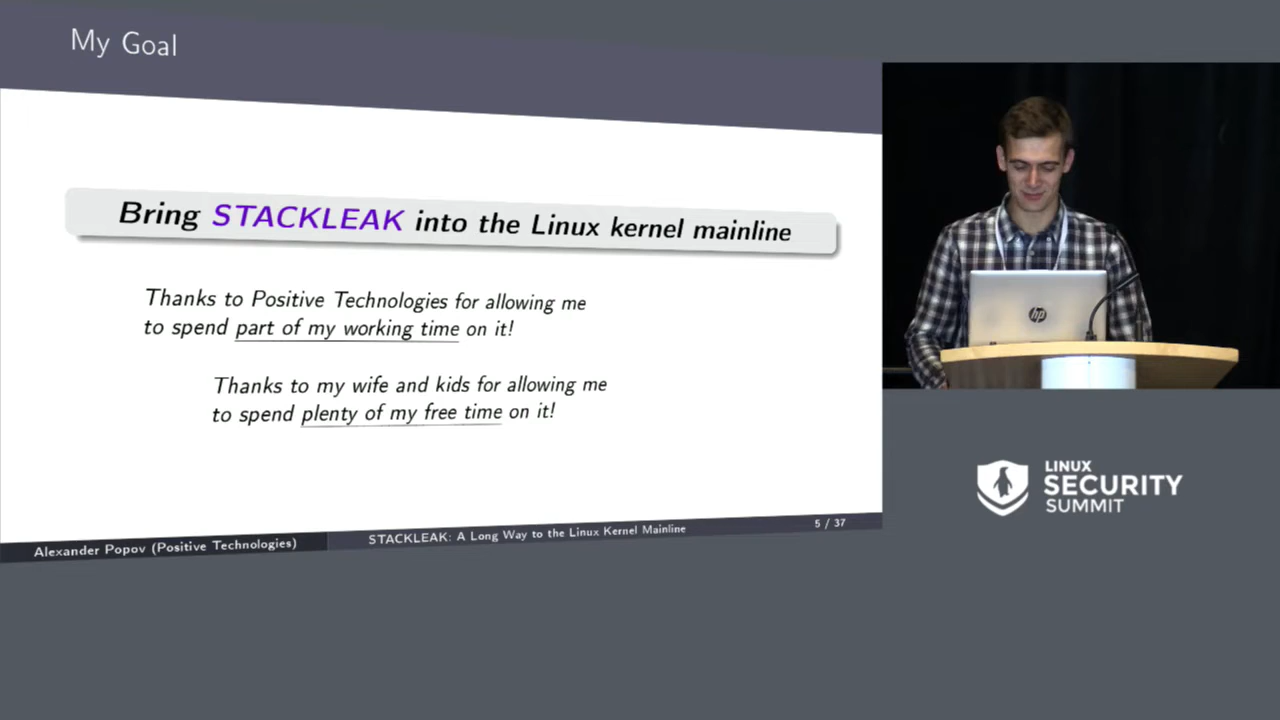 My Goal
Bring STACKLEAK into the Linux kernel mainline
Thanks to Positive Technologies for allowing me
to spend part of my working time on it!
Thanks to my wife and kids for allowing me
to spend plenty of my free time on it!
Alexander Popov (Positive Technologies)
STACKLEAK: A Long Way to the Linux Kernel Mainline
5 / 37
hp
LINUX
SECURITY
SUMMIT